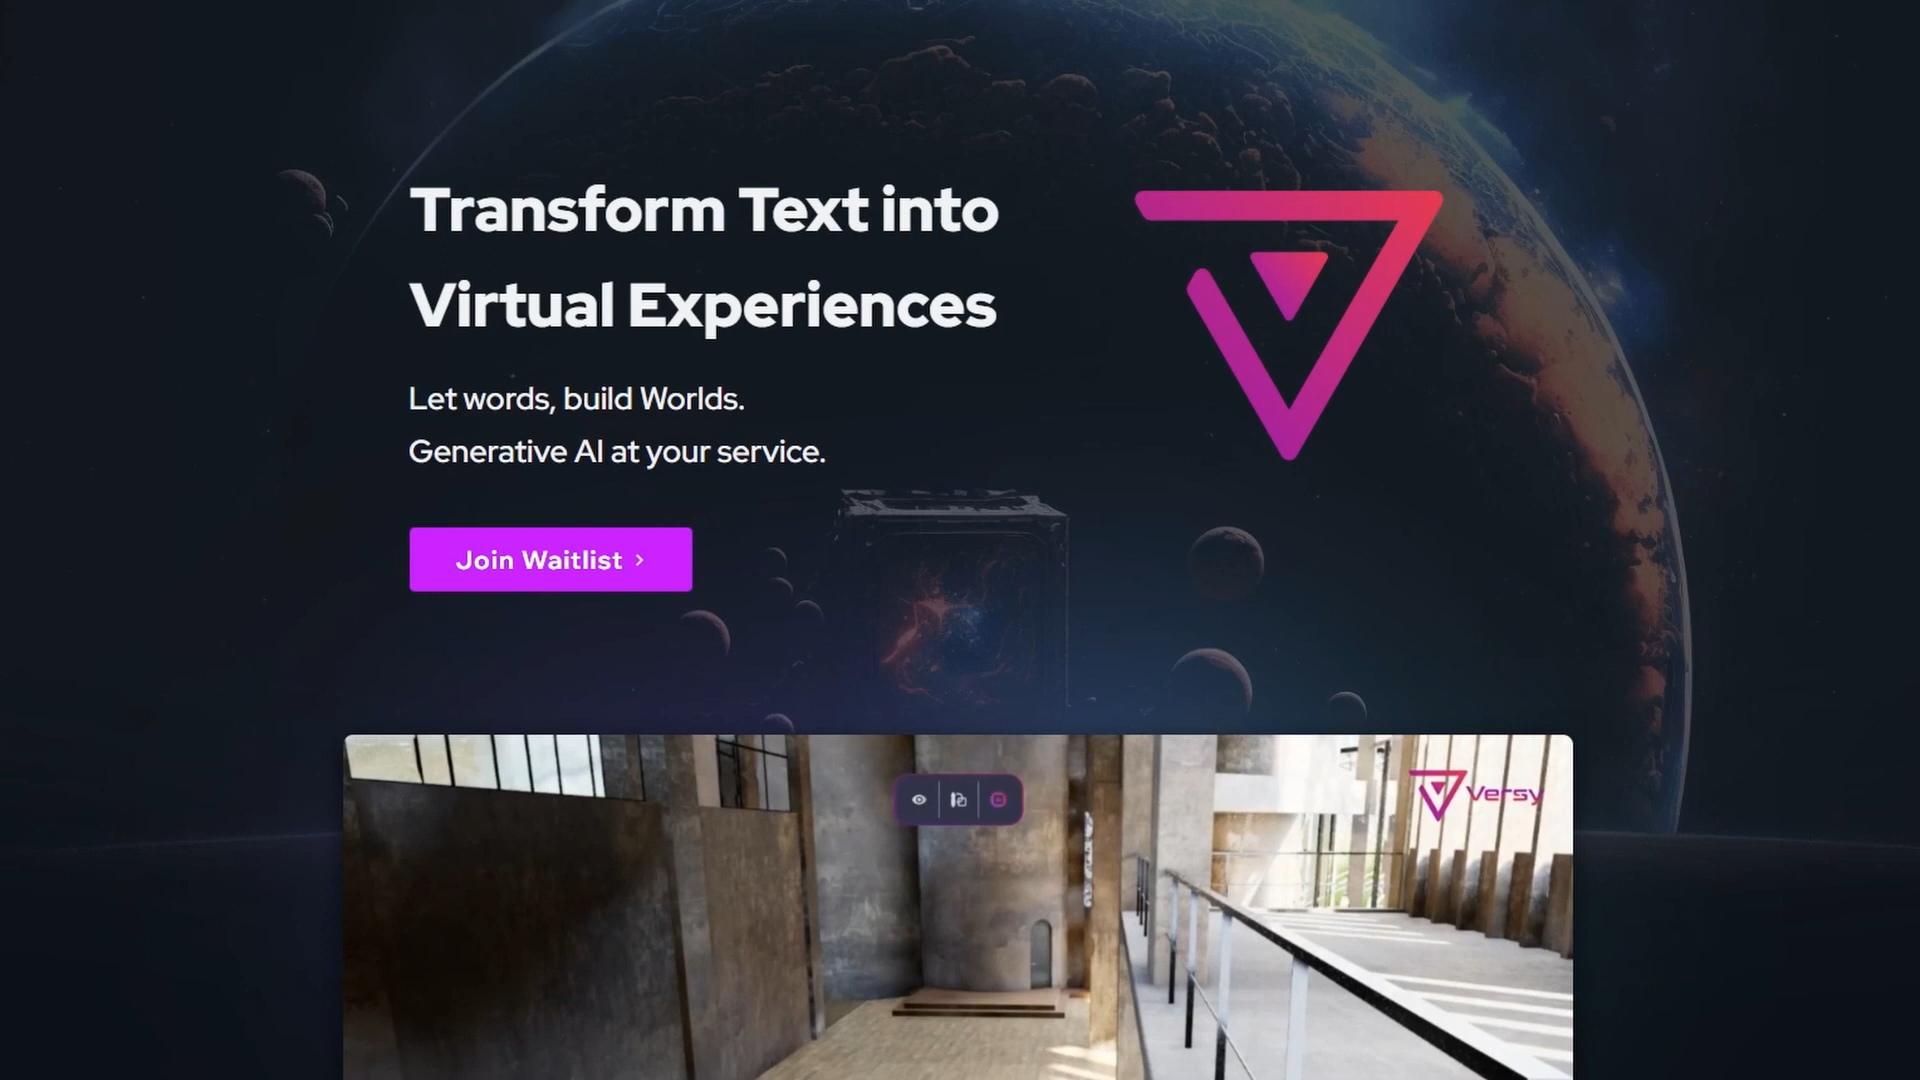 Transform Text into
Virtual Experiences
Let words, build Worlds.
Generative AI at your service.
Join Waitlist ›
Versy